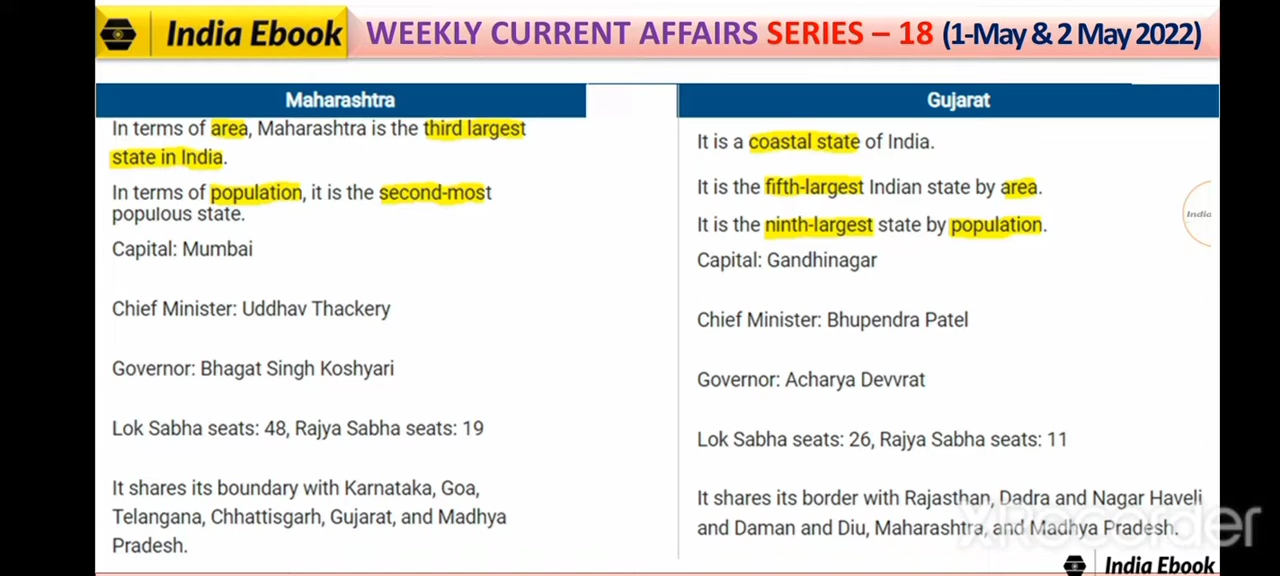 India Ebook
WEEKLY CURRENT AFFAIRS SERIES – 18 (1-May & 2 May 2022)
Maharashtra
In terms of area, Maharashtra is the third largest
state in India.
In terms of population, it is the second-most
populous state.
Capital: Mumbai
Chief Minister: Uddhav Thackery
Governor: Bhagat Singh Koshyari
Lok Sabha seats: 48, Rajya Sabha seats: 19
It shares its boundary with Karnataka, Goa,
Telangana, Chhattisgarh, Gujarat, and Madhya
Pradesh.
Gujarat
It is a coastal state of India.
It is the fifth-largest Indian state by area.
It is the ninth-largest state by population.
Capital: Gandhinagar
Chief Minister: Bhupendra Patel
Governor: Acharya Devvrat
Lok Sabha seats: 26, Rajya Sabha seats: 11
It shares its border with Rajasthan, Dadra and Nagar Haveli
and Daman and Diu, Maharashtra, and Madhya Pradesh.
India
XRecorder
India Ebook